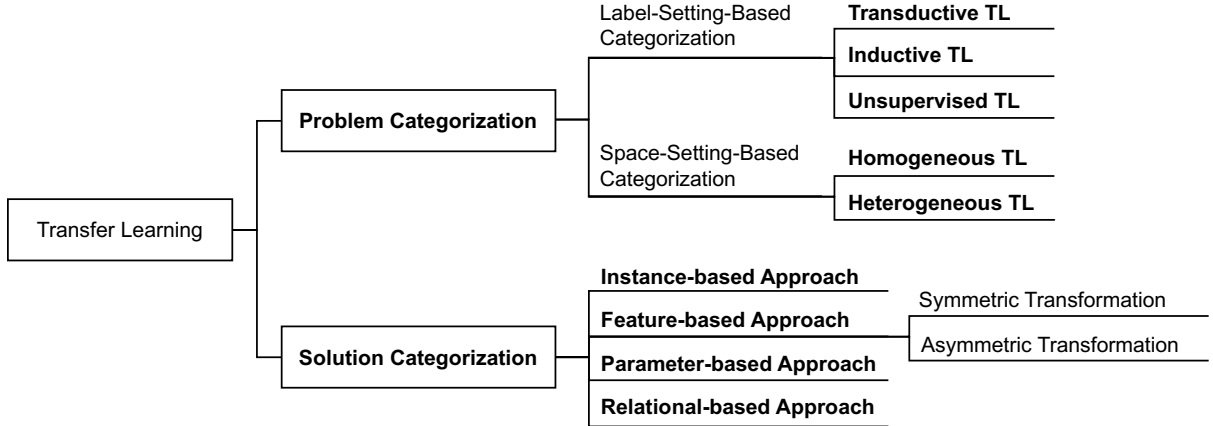 Transfer Learning
Problem Categorization
Label-Setting-Based
Categorization
Transductive TL
Inductive TL
Unsupervised TL
Space-Setting-Based
Categorization
Homogeneous TL
Heterogeneous TL
Solution Categorization
Instance-based Approach
Feature-based Approach
Symmetric Transformation
Asymmetric Transformation
Parameter-based Approach
Relational-based Approach